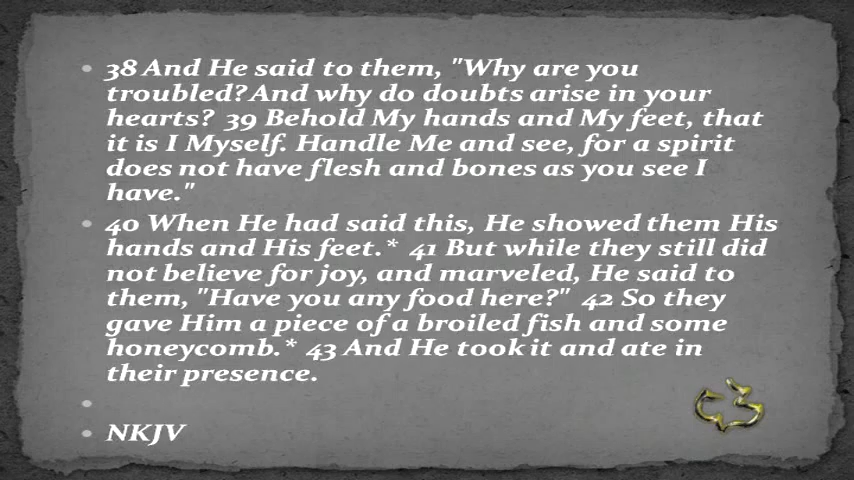 38 And He said to them, "Why are you
troubled? And why do doubts arise in your
hearts? 39 Behold My hands and My feet, that
it is I Myself. Handle Me and see, for a spirit
does not have flesh and bones as you see I
have."
40 When He had said this, He showed them His
hands and His feet.* 41 But while they still did
not believe for joy, and marveled, He said to
them, "Have you any food here?" 42 So they
gave Him a piece of a broiled fish and some
honeycomb.* 43 And He took it and ate in
their presence.
NKJV